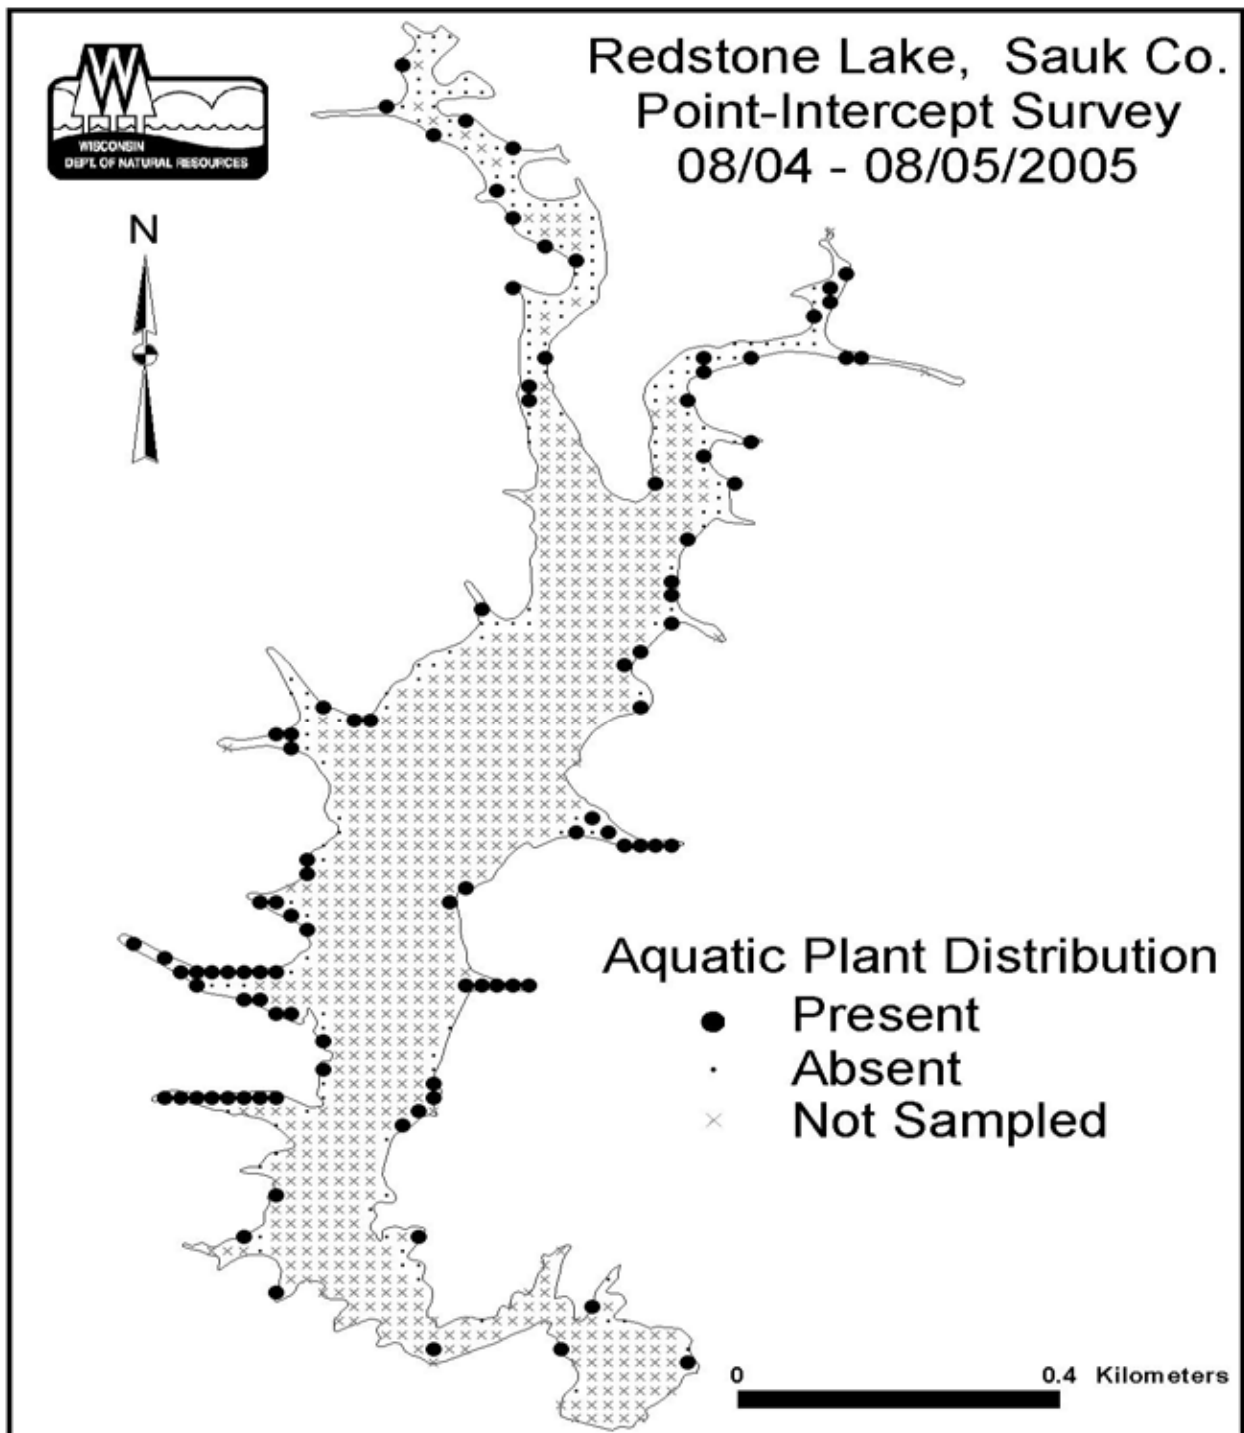 Redstone Lake, Sauk Co.
Point-Intercept Survey
08/04 - 08/05/2005
WISCONSIN
DEPT. OF NATURAL RESOURCES
N
Aquatic Plant Distribution
Present
Absent
Not Sampled
0 0.4 Kilometers